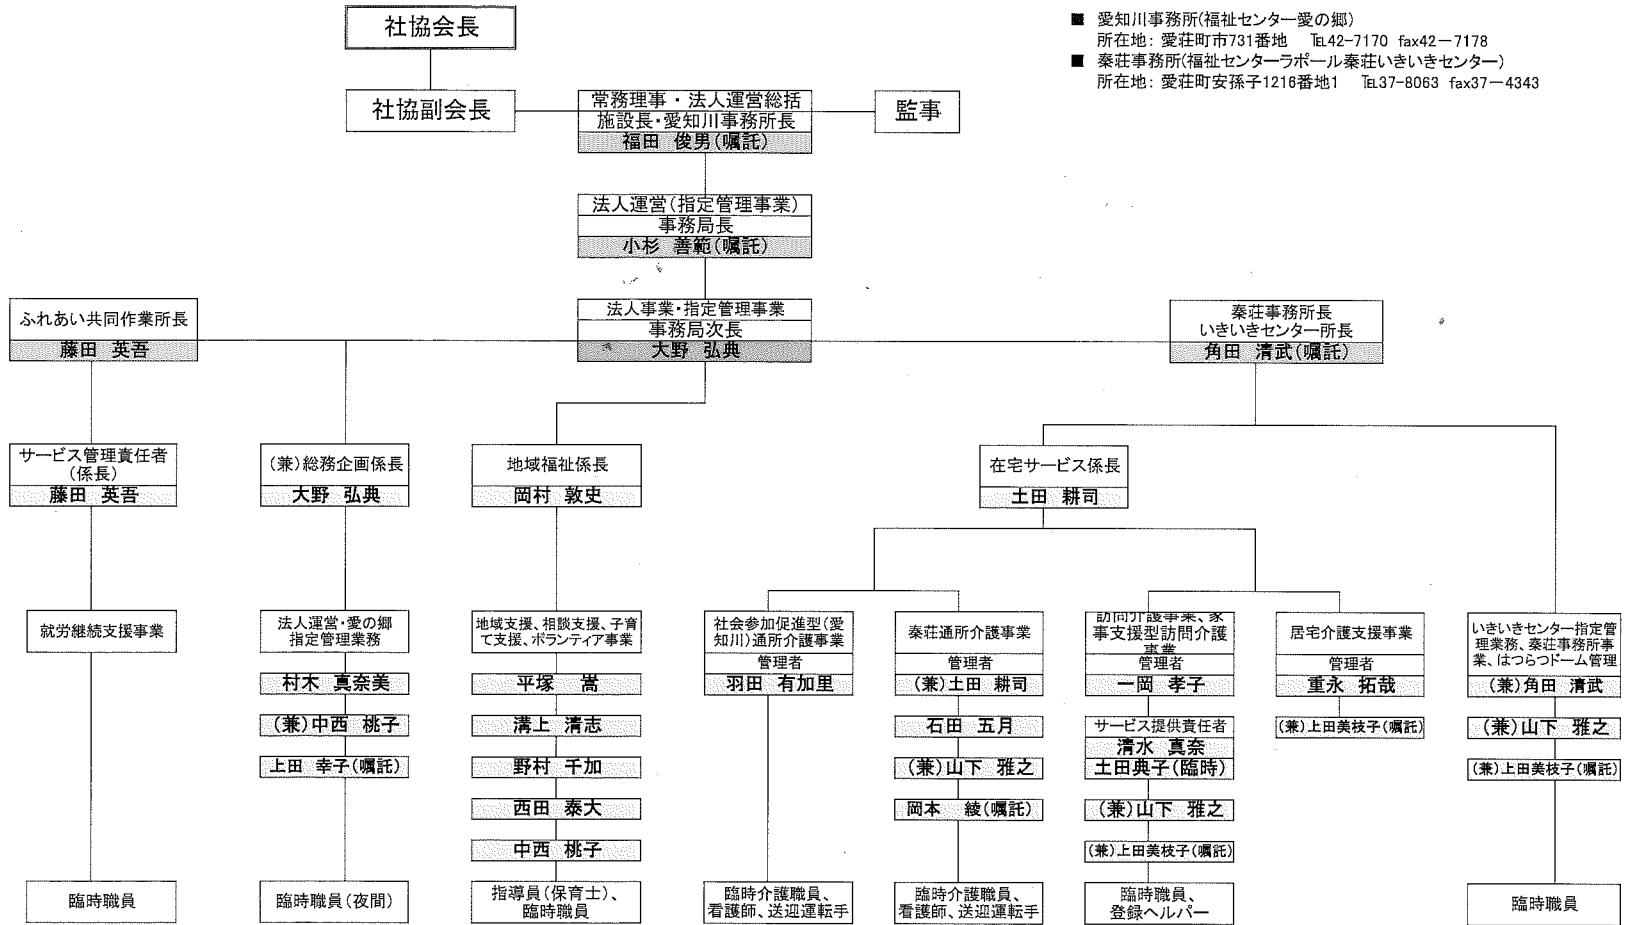 社協会長
■ 愛知川事務所(福祉センター愛の郷)
所在地: 愛荘町市731番地 ℡42-7170 fax42-7178
■ 秦荘事務所(福祉センターラポール秦荘いきいきセンター)
所在地: 愛荘町安孫子1216番地1 ℡37-8063 fax37-4343
社協副会長
常務理事・法人運営総括
施設長・愛知川事務所長
福田 俊男(嘱託)
監事
法人運営(指定管理事業)
事務局長
小杉 善範(嘱託)
ふれあい共同作業所長
藤田 英吾
法人事業・指定管理事業
事務局次長
大野 弘典
秦荘事務所長
いきいきセンター所長
角田 清武(嘱託)
サービス管理責任者
(係長)
藤田 英吾
(兼)総務企画係長
大野 弘典
地域福祉係長
岡村 敦史
在宅サービス係長
土田 耕司
就労継続支援事業
臨時職員
法人運営・愛の郷
指定管理業務
村木 真奈美
(兼)中西 桃子
上田 幸子(嘱託)
臨時職員(夜間)
地域支援、相談支援、子育
て支援、ボランティア事業
平塚 嵩
溝上 清志
野村 千加
西田 泰大
中西 桃子
指導員(保育士)、
臨時職員
社会参加促進型(愛
知川)通所介護事業
管理者
羽田 有加里
臨時介護職員、
看護師、送迎運転手
秦荘通所介護事業
管理者
(兼)土田 耕司
石田 五月
(兼)山下 雅之
岡本 綾(嘱託)
臨時介護職員、
看護師、送迎運転手
訪問介護事業、家
事支援型訪問介護
事業
管理者
一岡 孝子
サービス提供責任者
清水 真奈
土田典子(臨時)
(兼)山下 雅之
(兼)上田美枝子(嘱託)
臨時職員、
登録ヘルパー
居宅介護支援事業
管理者
重永 拓哉
(兼)上田美枝子(嘱託)
いきいきセンター指定管
理業務、秦荘事務所事
業、はつらつドーム管理
(兼)角田 清武
(兼)山下 雅之
(兼)上田美枝子(嘱託)
臨時職員